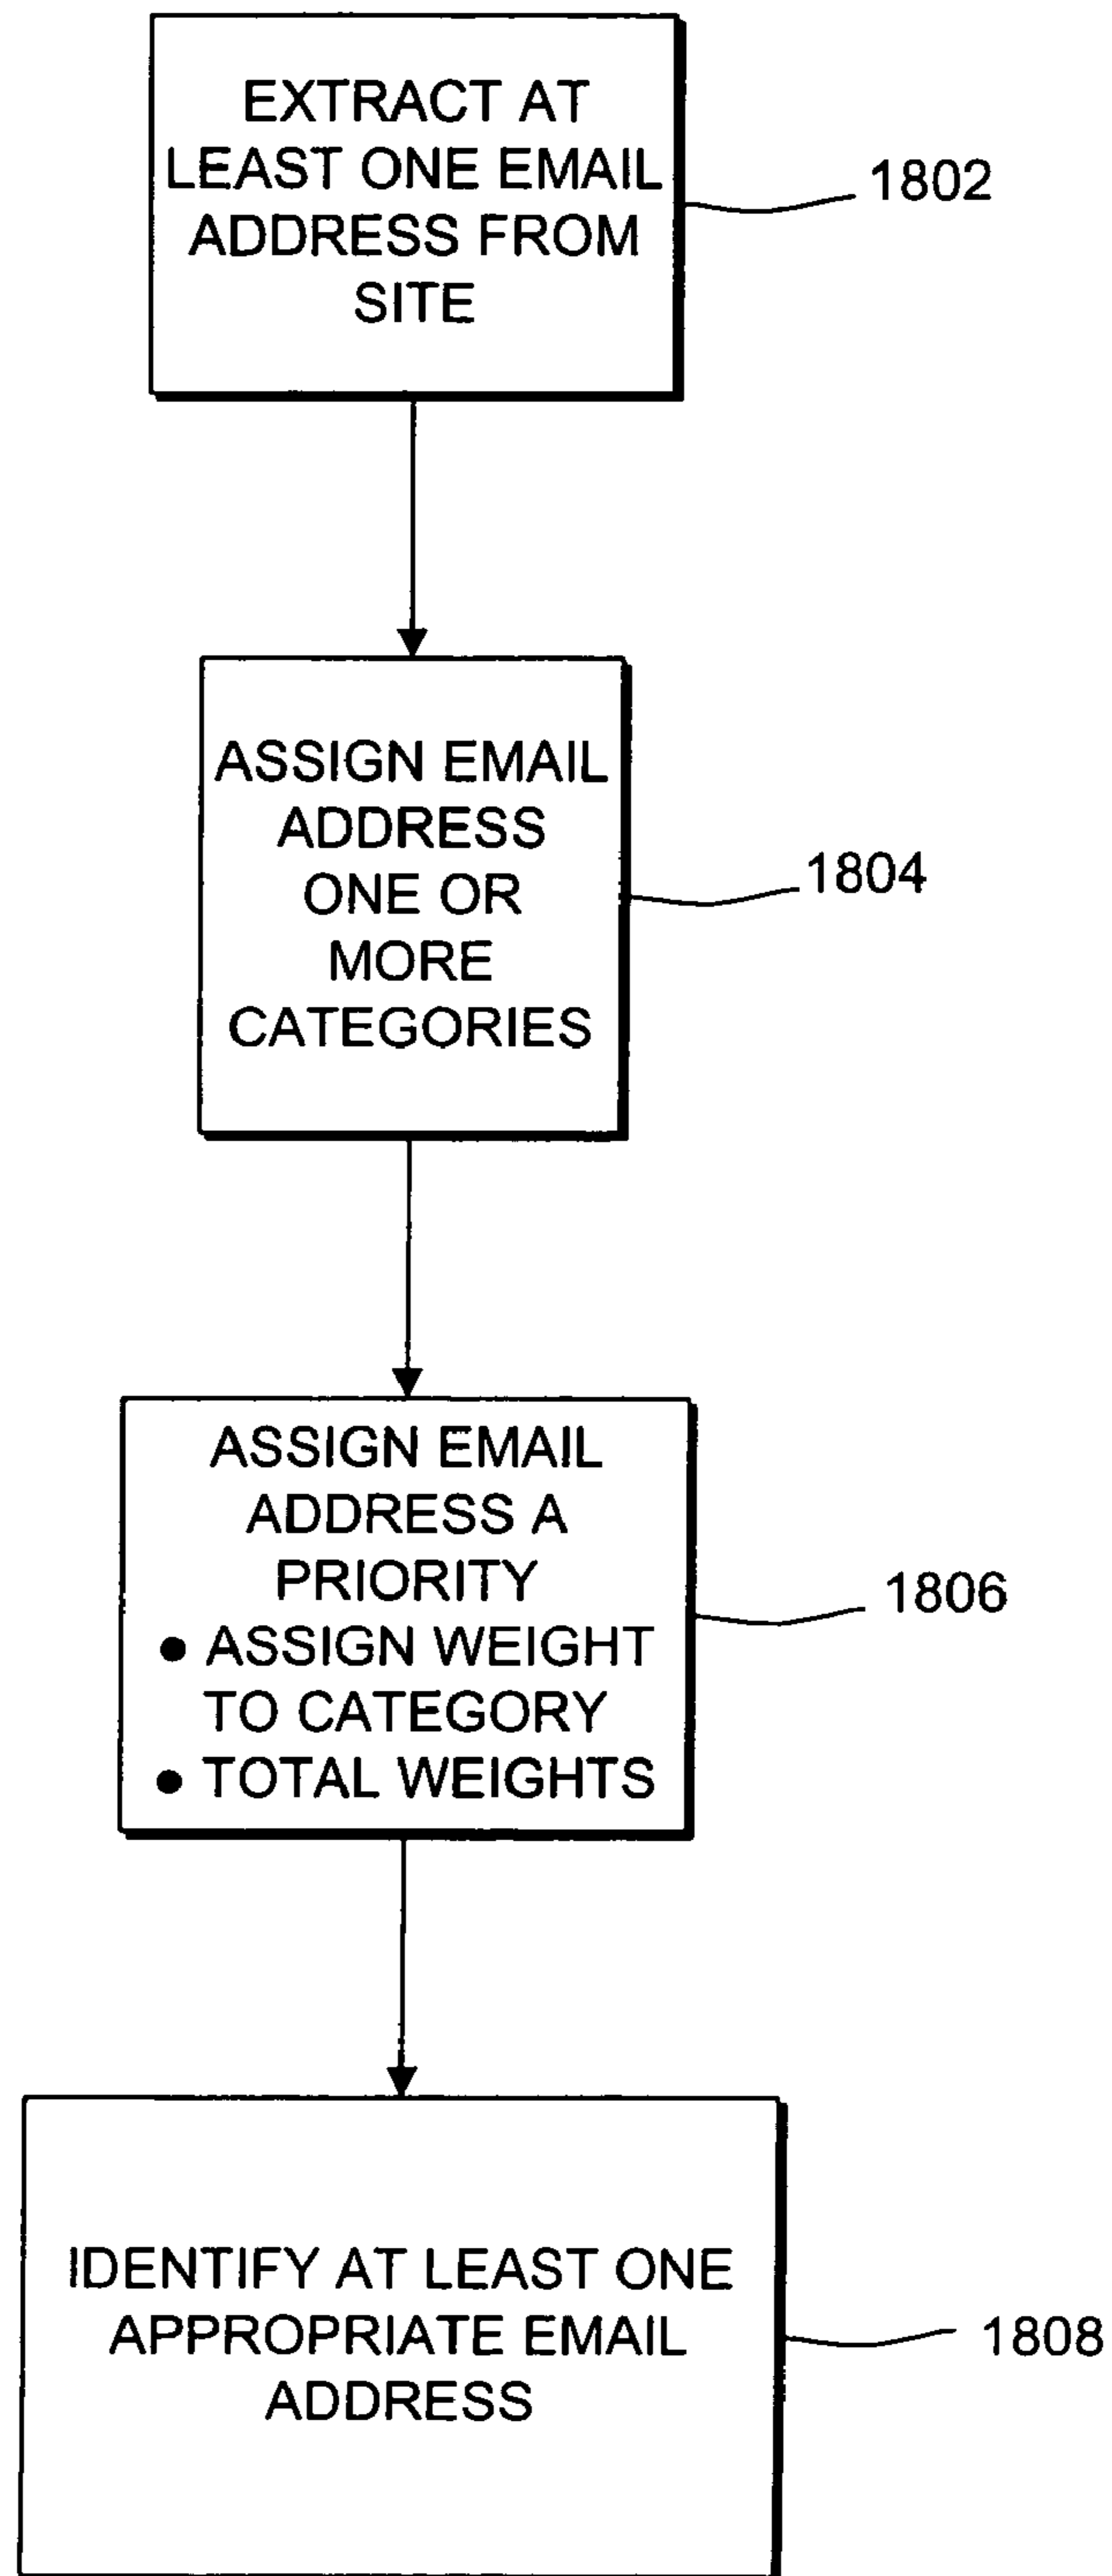 EXTRACT AT
LEAST ONE EMAIL
ADDRESS FROM
SITE
1802
ASSIGN EMAIL
ADDRESS
ONE OR
MORE
CATEGORIES
1804
ASSIGN EMAIL
ADDRESS A
PRIORITY
● ASSIGN WEIGHT
TO CATEGORY
● TOTAL WEIGHTS
1806
IDENTIFY AT LEAST ONE
APPROPRIATE EMAIL
ADDRESS
1808